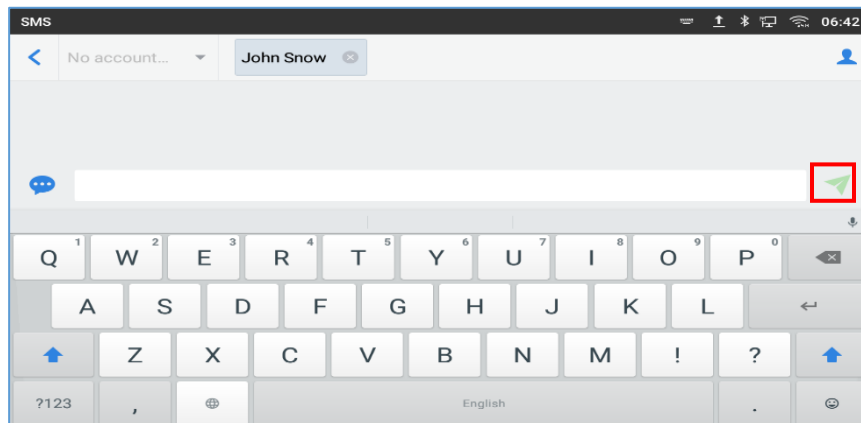 SMS 06:42
No account... John Snow
Q 1 W 2 E 3 R 4 T 5 Y 6 U 7 I 8 O 9 P 0
A S D F G H J K L
Z X C V B N M ! ?
?123 , English .